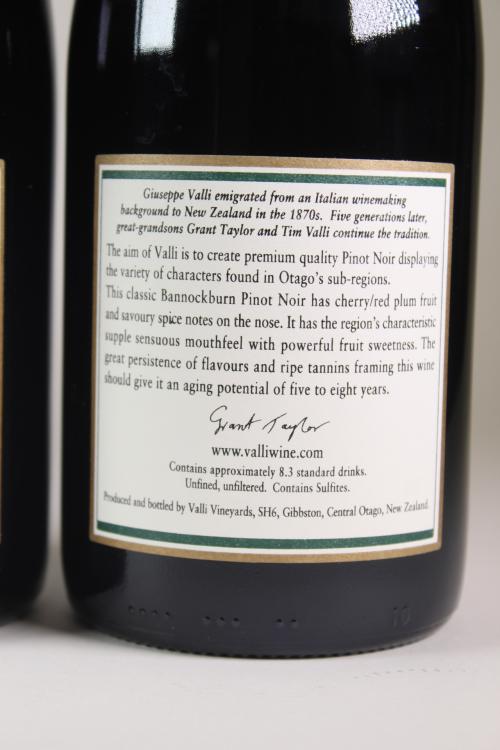 Giuseppe Valli emigrated from an Italian winemaking
background to New Zealand in the 1870s. Five generations later,
great-grandsons Grant Taylor and Tim Valli continue the tradition.
The aim of Valli is to create premium quality Pinot Noir displaying
the variety of characters found in Otago's sub-regions.
This classic Bannockburn Pinot Noir has cherry/red plum fruit
and savoury spice notes on the nose. It has the region's characteristic
supple sensuous mouthfeel with powerful fruit sweetness. The
great persistence of flavours and ripe tannins framing this wine
should give it an aging potential of five to eight years.
Grant Taylor
www.valliwine.com
Contains approximately 8.3 standard drinks.
Unfined, unfiltered. Contains Sulfites.
Produced and bottled by Valli Vineyards, SH6, Gibbston, Central Otago, New Zealand.